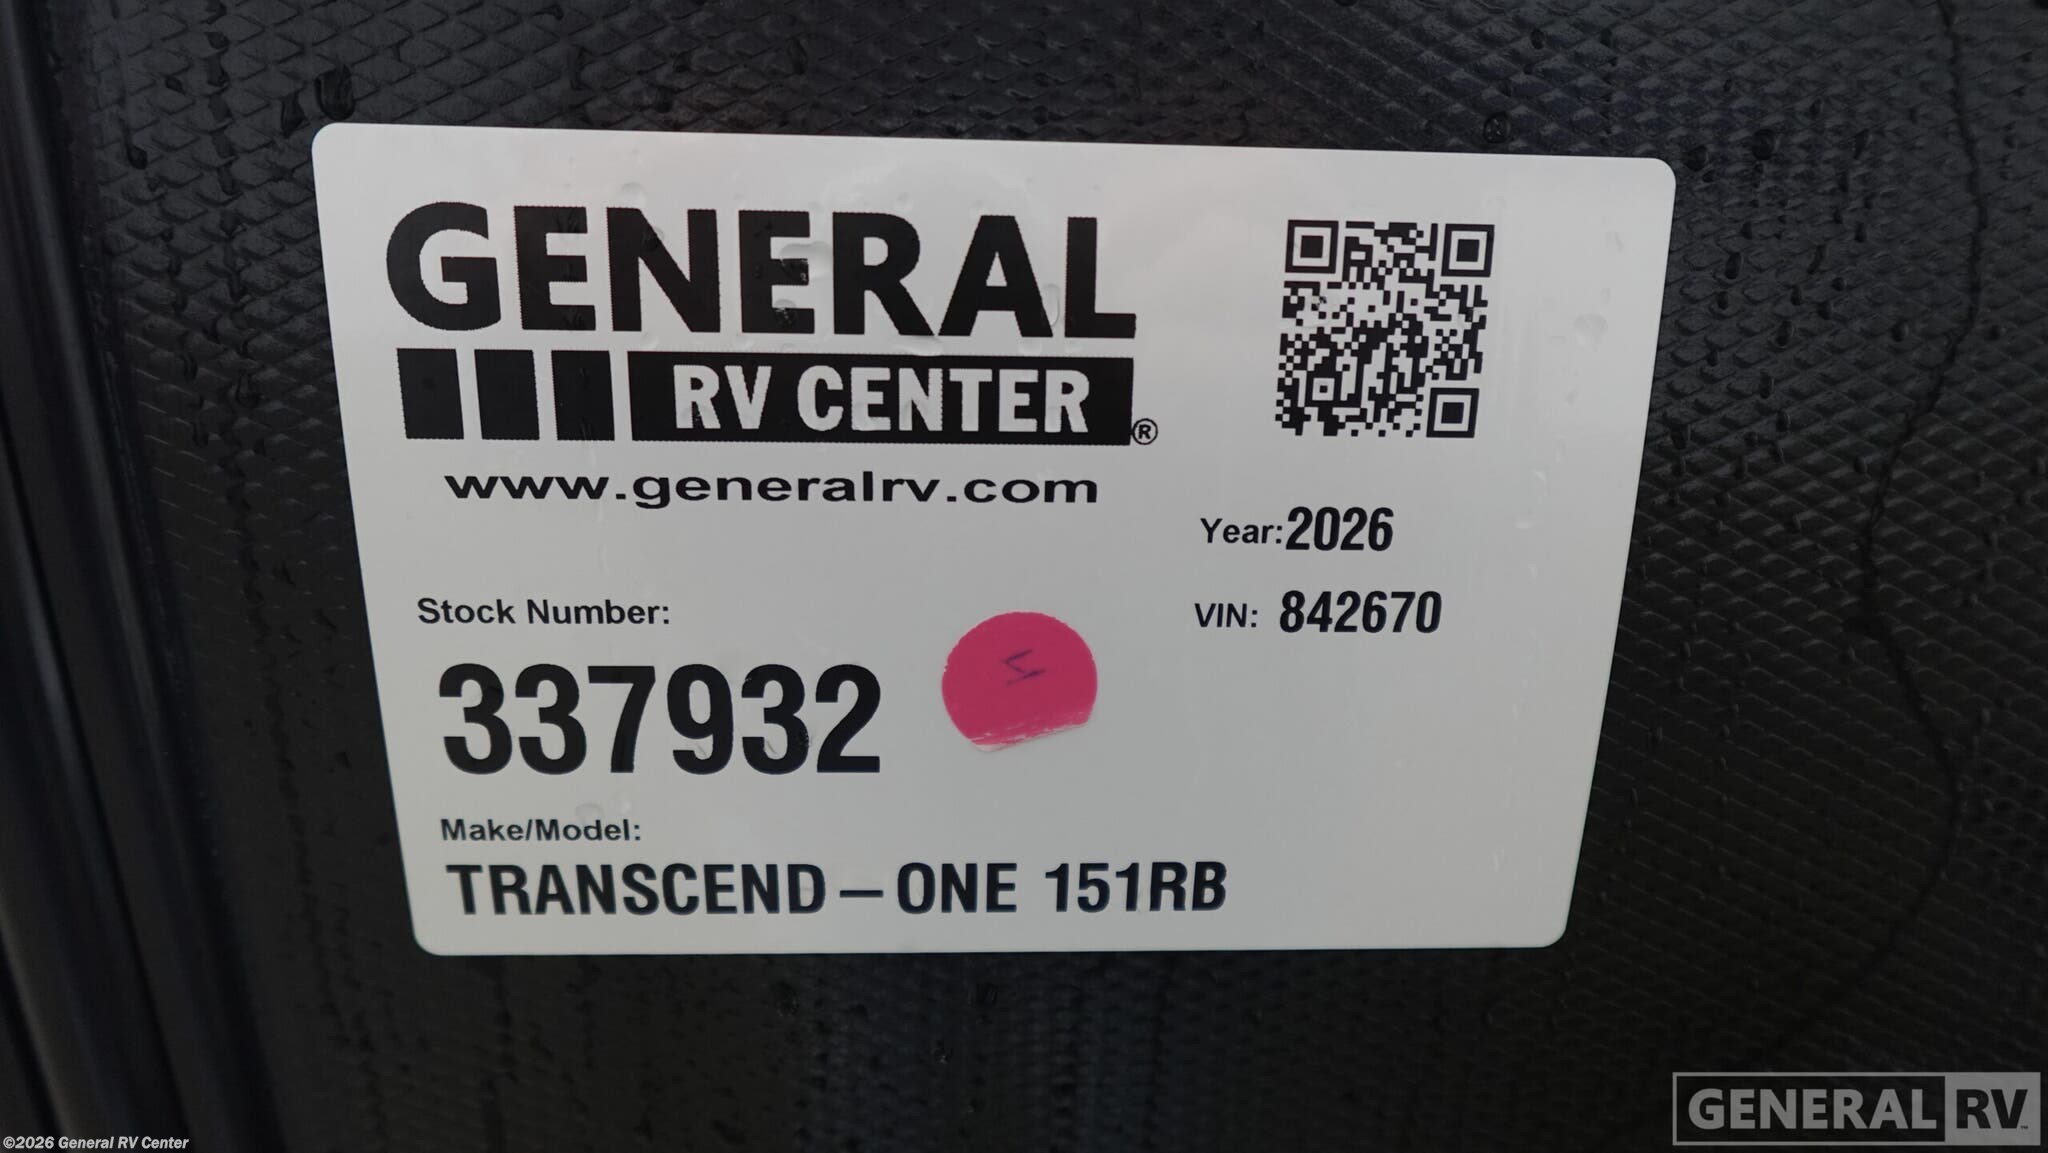 GENERAL
RV CENTER®
www.generalrv.com
Year: 2026
VIN: 842670
Stock Number:
337932
Make/Model:
TRANSCEND – ONE 151RB
GENERAL RV™
©2026 General RV Center